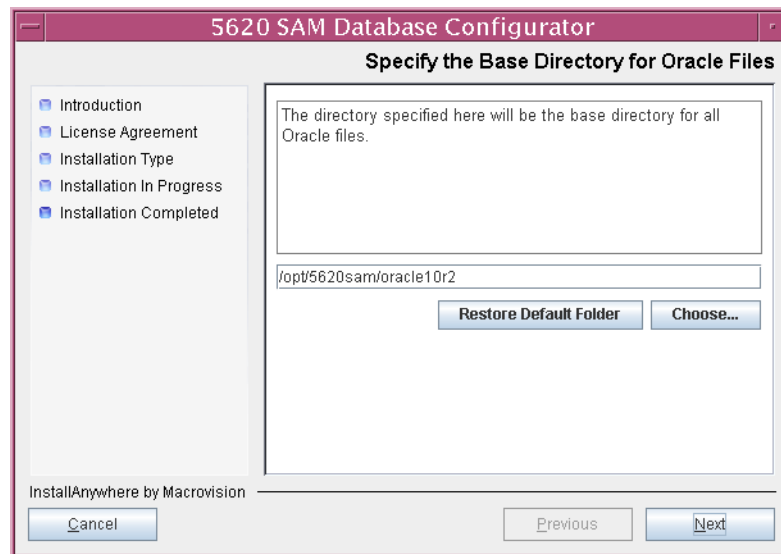 5620 SAM Database Configurator
Specify the Base Directory for Oracle Files
Introduction
License Agreement
Installation Type
Installation In Progress
Installation Completed
The directory specified here will be the base directory for all
Oracle files.
/opt/5620sam/oracle10r2
Restore Default Folder
Choose...
InstallAnywhere by Macrovision
Cancel
Previous
Next